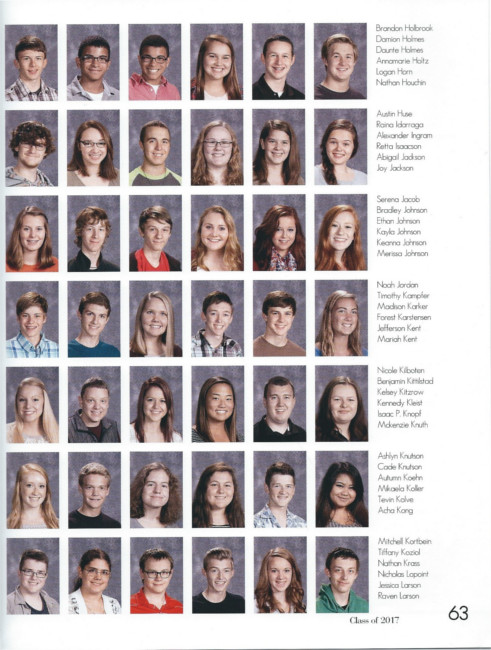 Brandon Holbrook
Damion Holmes
Daunte Holmes
Annamarie Holtz
Logan Horn
Nathan Houchin
Austin Huse
Raina Idarraga
Alexander Ingram
Retta Isaacson
Abigail Jackson
Joy Jackson
Serena Jacob
Bradley Johnson
Ethan Johnson
Kayla Johnson
Keanna Johnson
Merissa Johnson
Noah Jordan
Timothy Kampfer
Madison Karker
Forest Karstensen
Jefferson Kent
Mariah Kent
Nicole Kilboten
Benjamin Kittilstad
Kelsey Kitzrow
Kennedy Kleist
Isaac P. Knopf
Mckenzie Knuth
Ashlyn Knutson
Cade Knutson
Autumn Koehn
Mikaela Koller
Tevin Kolve
Acha Kong
Mitchell Kortbein
Tiffany Koziol
Nathan Krass
Nicholas Lapoint
Jessica Larson
Raven Larson
Class of 2017
63